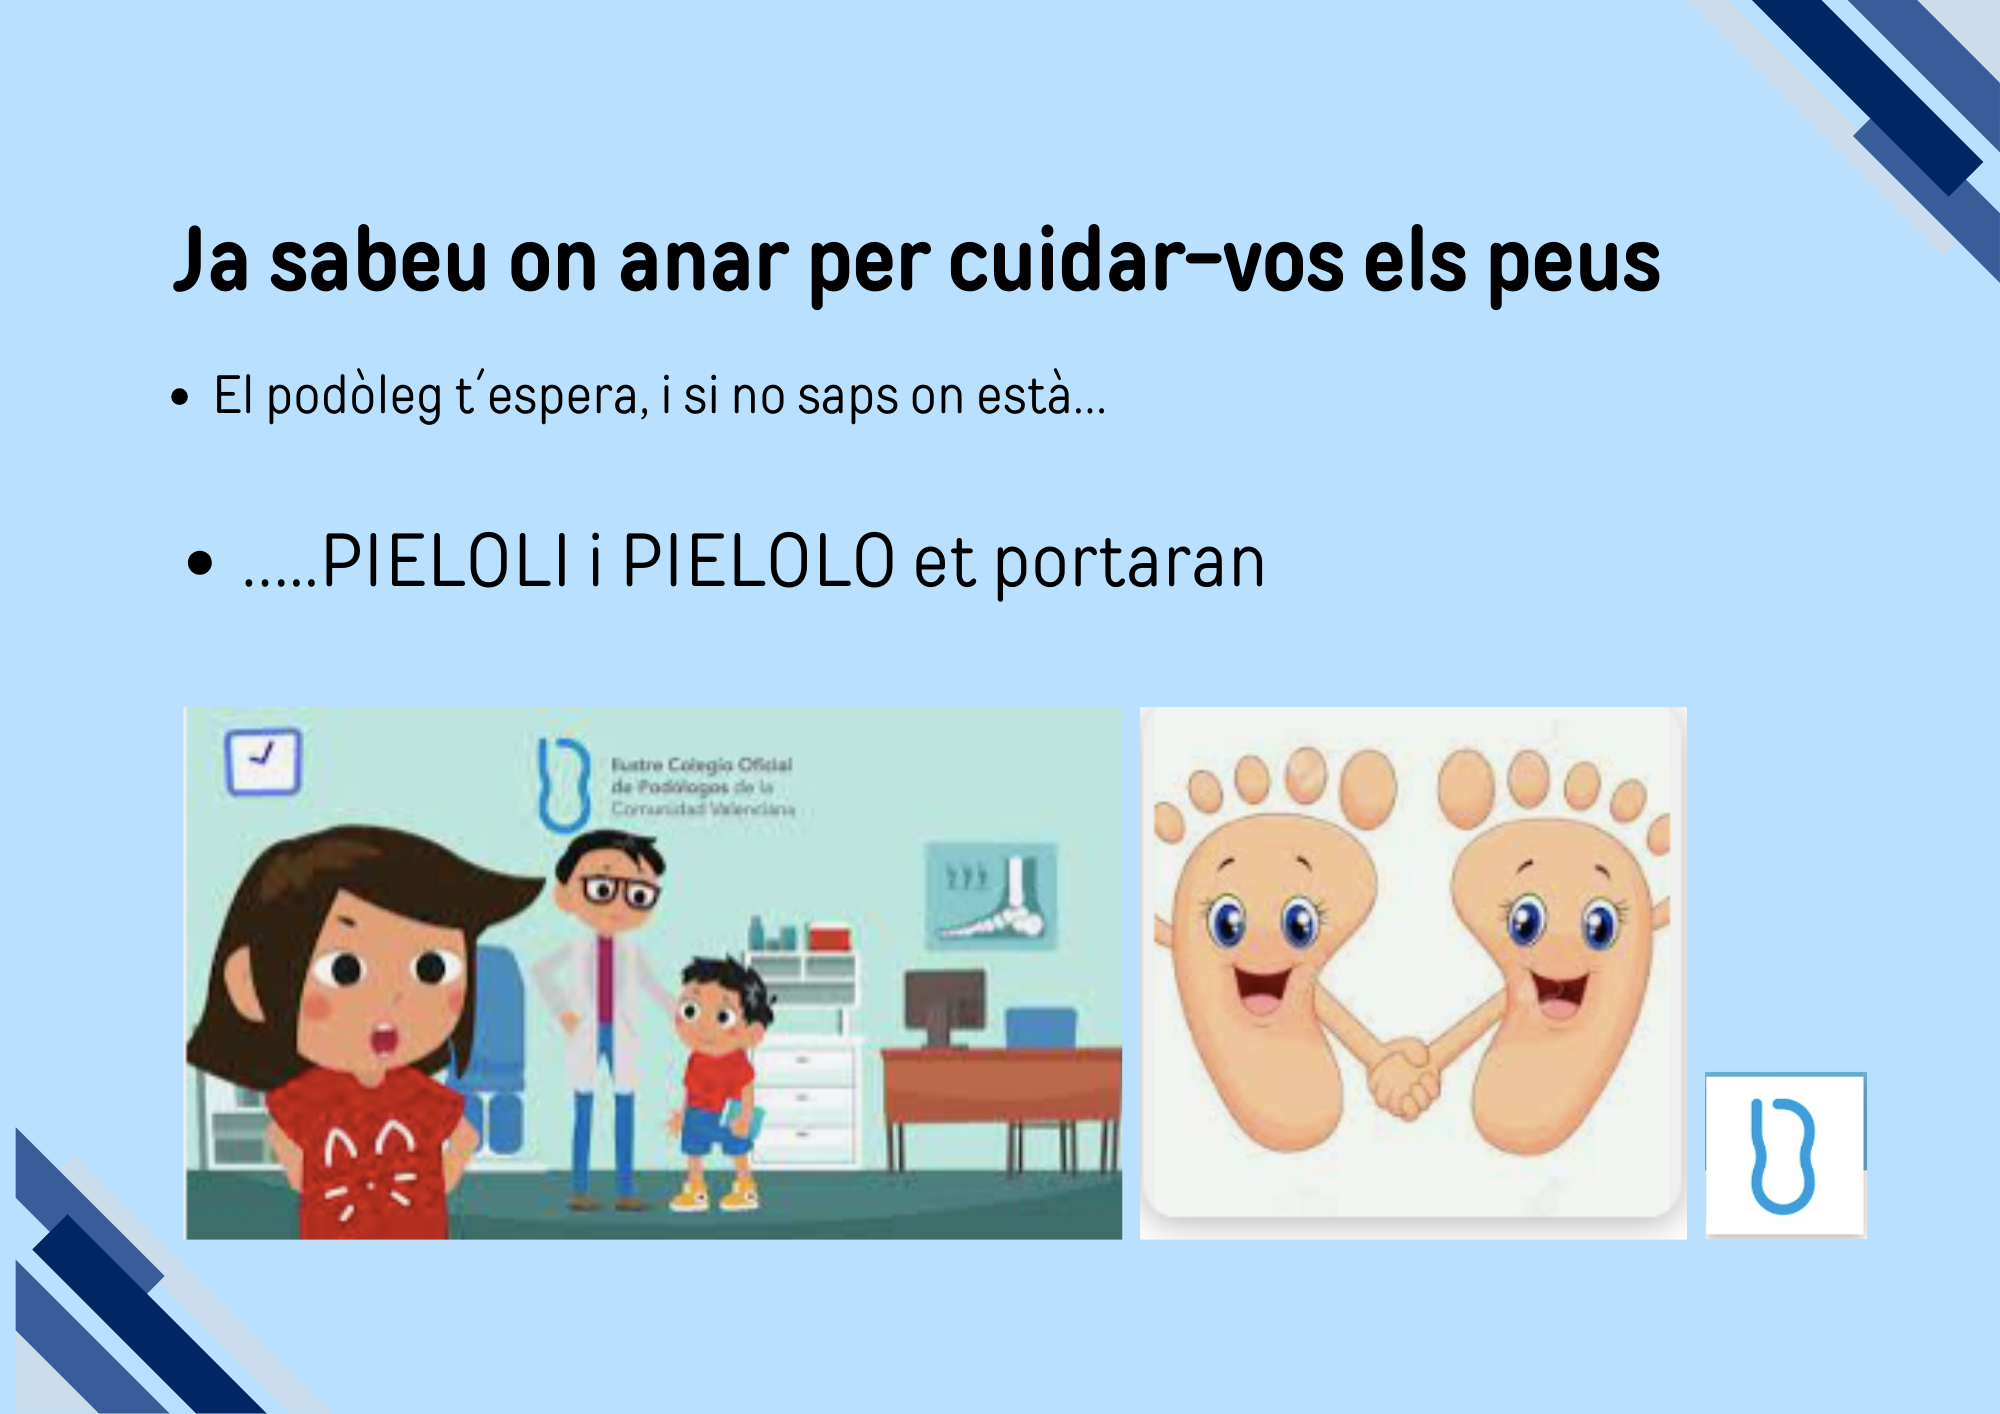 Ja sabeu on anar per cuidar-vos els peus
• El podòleg t´espera, i si no saps on està...
• .....PIELOLI i PIELOLO et portaran
Ilustre Colegio Oficial
de Podólogos de la
Comunidad Valenciana